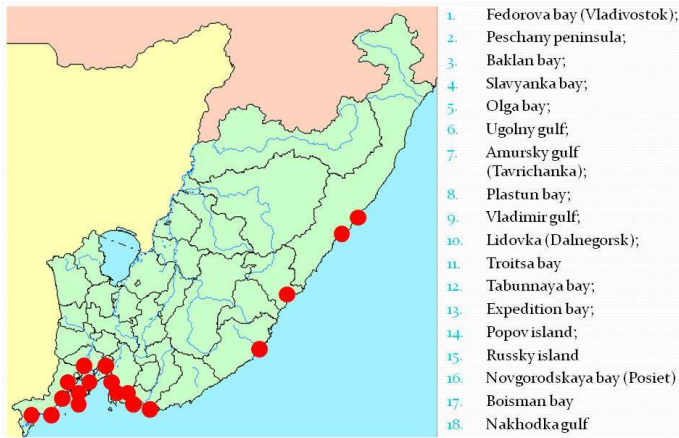 1. Fedorova bay (Vladivostok);
2. Peschany peninsula;
3. Baklan bay;
4. Slavyanka bay;
5. Olga bay;
6. Ugolny gulf;
7. Amursky gulf
(Tavrichanka);
8. Plastun bay;
9. Vladimir gulf;
10. Lidovka (Dalnegorsk);
11. Troitsa bay
12. Tabunnaya bay;
13. Expedition bay;
14. Popov island;
15. Russky island
16. Novgorodskaya bay (Posiet)
17. Boisman bay
18. Nakhodka gulf